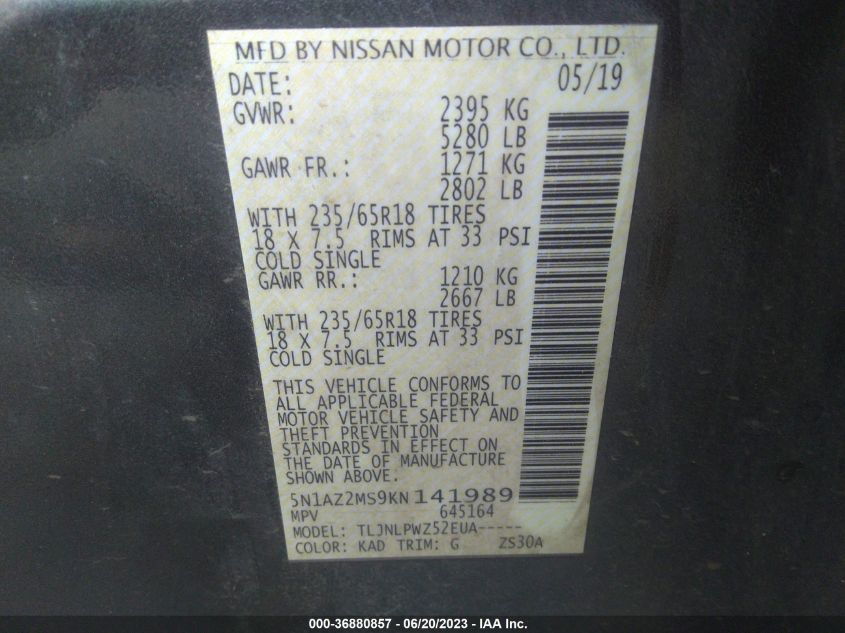 MFD BY NISSAN MOTOR CO., LTD.
DATE: 05/19
GVWR: 2395 KG
5280 LB
GAWR FR.: 1271 KG
2802 LB
WITH 235/65R18 TIRES
18 X 7.5 RIMS AT 33 PSI
COLD SINGLE
GAWR RR.: 1210 KG
2667 LB
WITH 235/65R18 TIRES
18 X 7.5 RIMS AT 33 PSI
COLD SINGLE
THIS VEHICLE CONFORMS TO
ALL APPLICABLE FEDERAL
MOTOR VEHICLE SAFETY AND
THEFT PREVENTION
STANDARDS IN EFFECT ON
THE DATE OF MANUFACTURE
SHOWN ABOVE.
5N1AZ2MS9KN141989
MPV 645164
MODEL: TLJNLPWZ52EUA-----
COLOR: KAD TRIM: G ZS30A
000-36880857 - 06/20/2023 - IAA Inc.